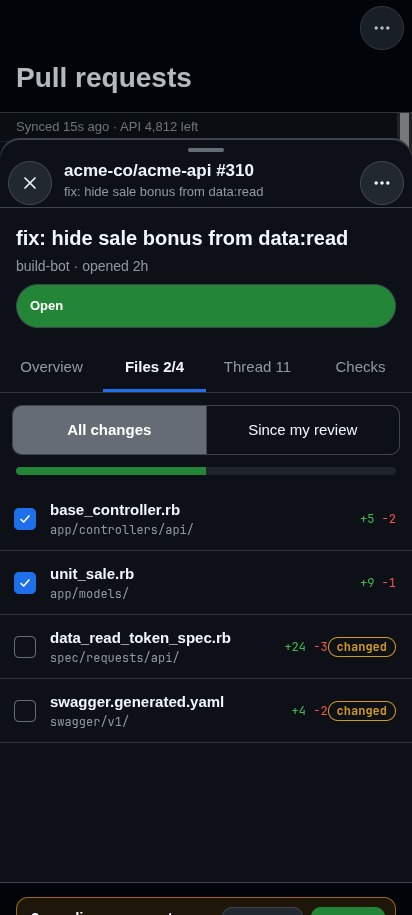 Pull requests
Synced 15s ago · API 4,812 left
acme-co/acme-api #310
fix: hide sale bonus from data:read
fix: hide sale bonus from data:read
build-bot · opened 2h
Open
Overview Files 2/4 Thread 11 Checks
All changes Since my review
base_controller.rb +5 -2
app/controllers/api/
unit_sale.rb +9 -1
app/models/
data_read_token_spec.rb +24 -3 changed
spec/requests/api/
swagger.generated.yaml +4 -2 changed
swagger/v1/